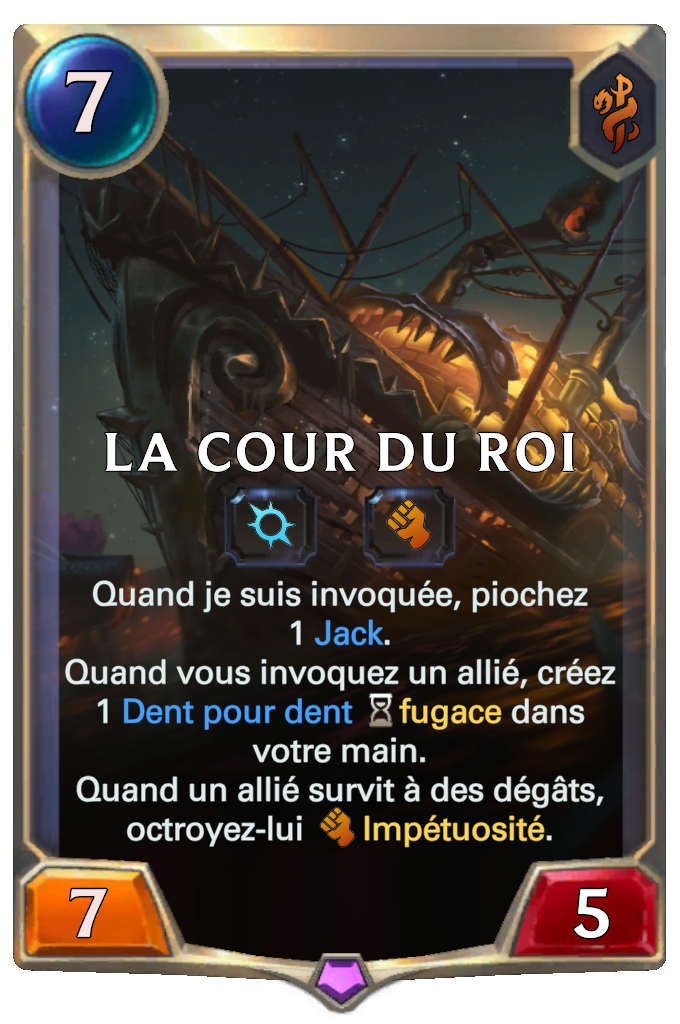 7
LA COUR DU ROI
Quand je suis invoquée, piochez
1 Jack.
Quand vous invoquez un allié, créez
1 Dent pour dent fugace dans
votre main.
Quand un allié survit à des dégâts,
octroyez-lui Impétuosité.
7
5